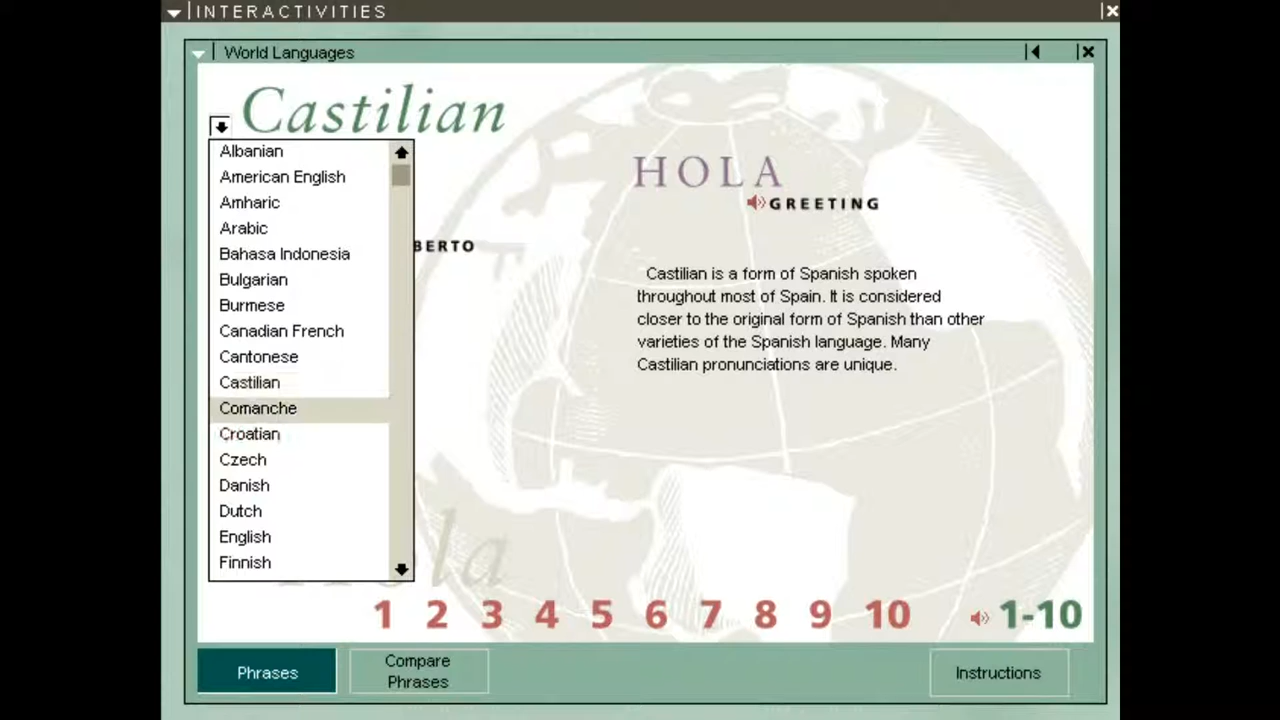 INTERACTIVITIES
World Languages
Castilian
Albanian
American English
Amharic
Arabic
Bahasa Indonesia
Bulgarian
Burmese
Canadian French
Cantonese
Castilian
Comanche
Croatian
Czech
Danish
Dutch
English
Finnish
BERTO
HOLA
GREETING
Castilian is a form of Spanish spoken
throughout most of Spain. It is considered
closer to the original form of Spanish than other
varieties of the Spanish language. Many
Castilian pronunciations are unique.
Hola
1 2 3 4 5 6 7 8 9 10 1-10
Phrases
Compare
Phrases
Instructions